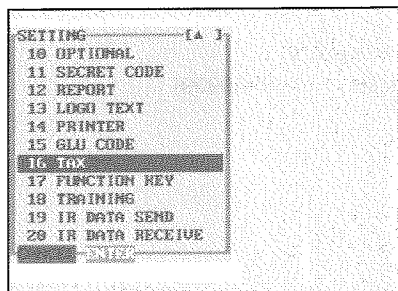 SETTING [▲ ]
10 OPTIONAL
11 SECRET CODE
12 REPORT
13 LOGO TEXT
14 PRINTER
15 GLU CODE
16 TAX
17 FUNCTION KEY
18 TRAINING
19 IR DATA SEND
20 IR DATA RECEIVE
ENTER